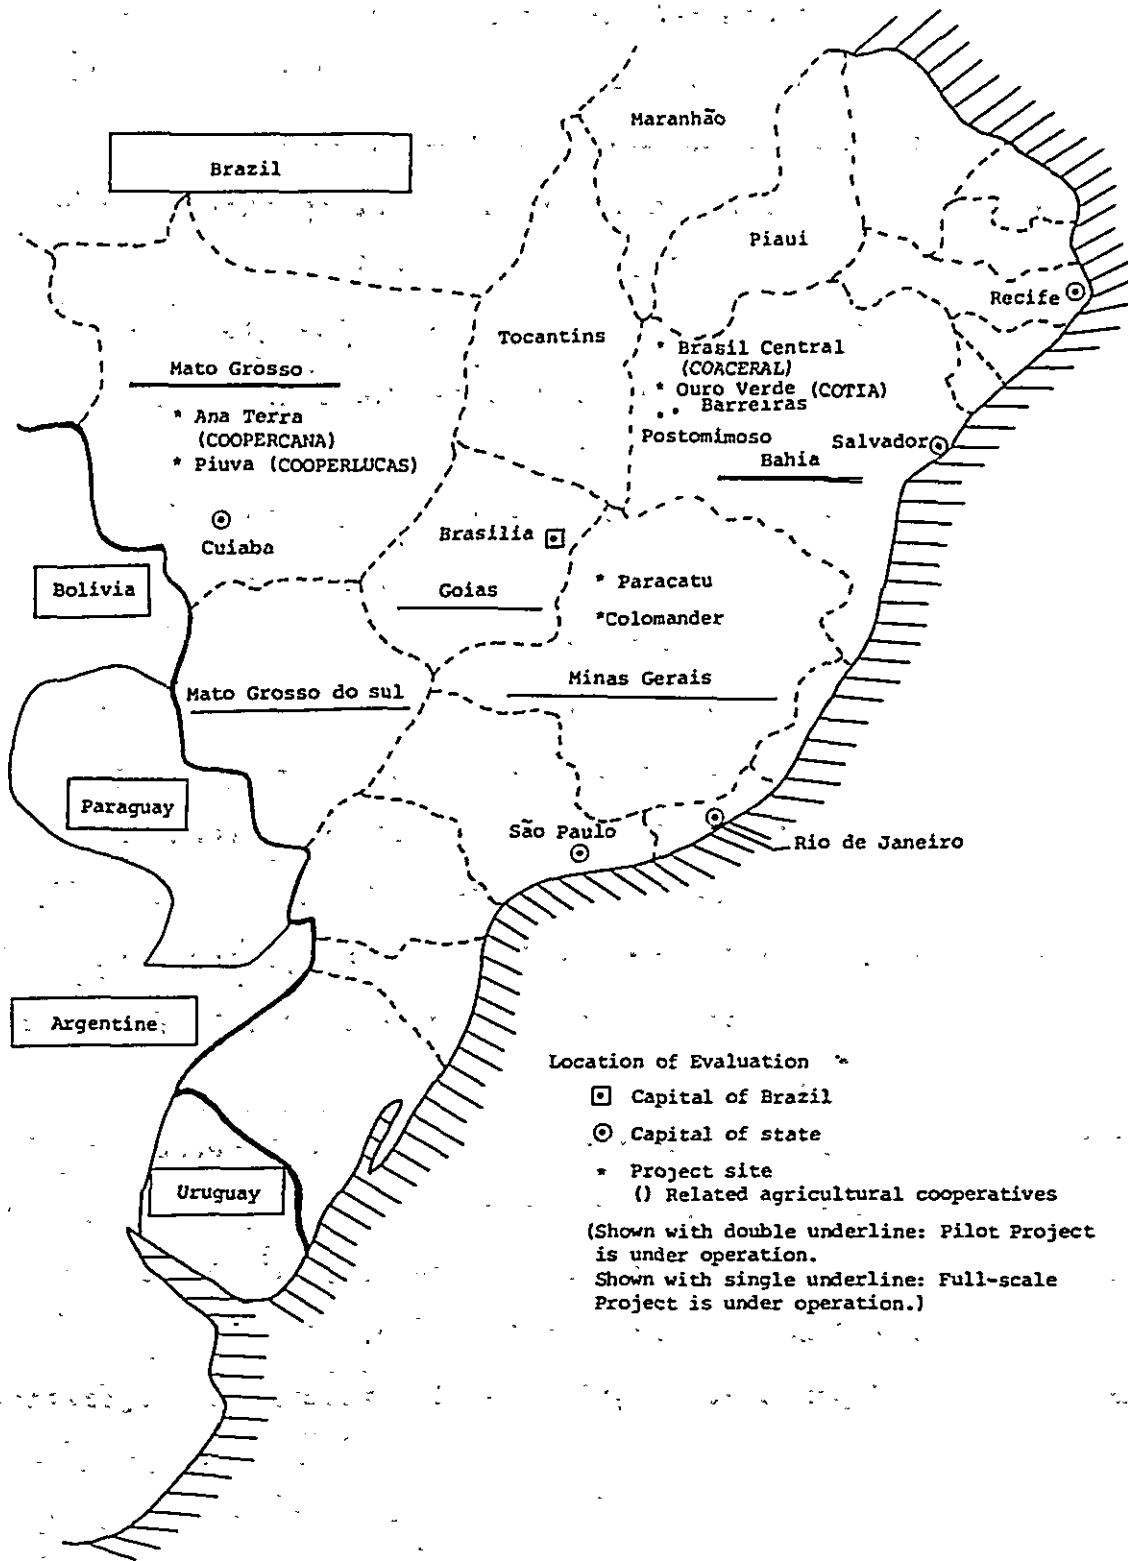 Maranhão
Brazil
Piaui
Recife
Tocantins
* Brasil Central
(COACERAL)
* Ouro Verde (COTIA)
Barreiras
Postomimoso
Salvador
Bahia
Mato Grosso
* Ana Terra
(COOPERCANA)
* Piuva (COOPERLUCAS)
Cuiaba
Brasilia
Bolivia
Goias
* Paracatu
*Colomander
Mato Grosso do sul
Minas Gerais
Paraguay
São Paulo
Rio de Janeiro
Argentine
Uruguay
Location of Evaluation
Capital of Brazil
Capital of state
* Project site
() Related agricultural cooperatives
(Shown with double underline: Pilot Project
is under operation.
Shown with single underline: Full-scale
Project is under operation.)